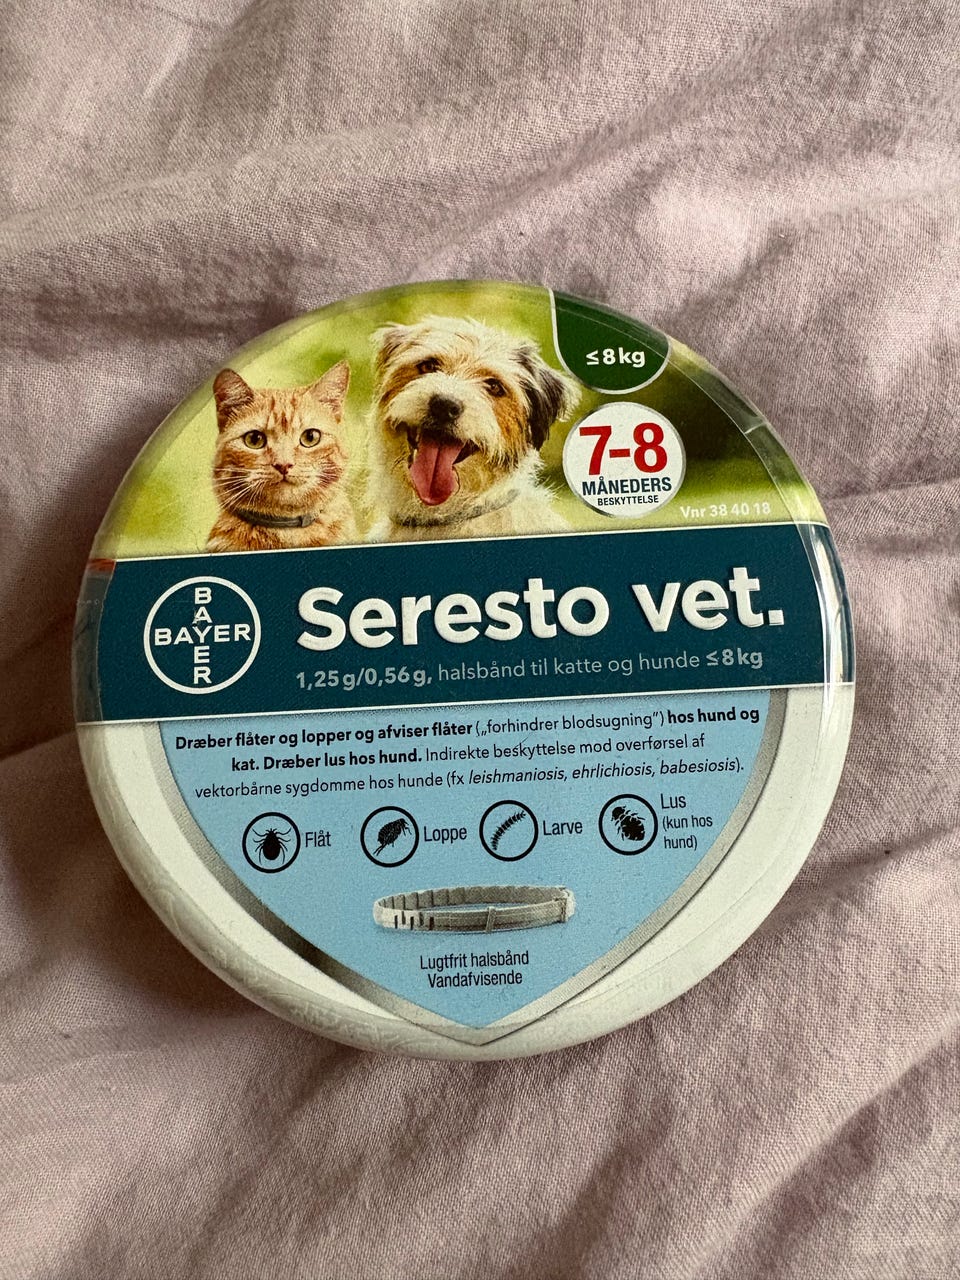 ≤8kg
7-8
MÅNEDERS
BESKYTTELSE
Vnr 38 40 18
BAYER
BAYER
Seresto vet.
1,25g/0,56g, halsbånd til katte og hunde ≤8kg
Dræber flåter og lopper og afviser flåter („forhindrer blodsugning") hos hund og
kat. Dræber lus hos hund. Indirekte beskyttelse mod overførsel af
vektorbårne sygdomme hos hunde (fx leishmaniosis, ehrlichiosis, babesiosis).
Flåt
Loppe
Larve
Lus
(kun hos
hund)
Lugtfrit halsbånd
Vandafvisende